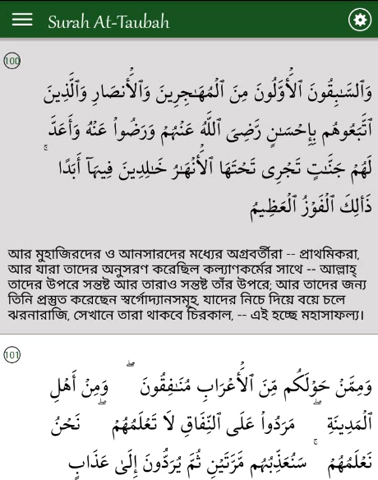 Surah At-Taubah
100
وَٱلسَّـٰبِقُونَ ٱلْأَوَّلُونَ مِنَ ٱلْمُهَـٰجِرِينَ وَٱلْأَنصَارِ وَٱلَّذِينَ
ٱتَّبَعُوهُم بِإِحْسَـٰنٍ رَّضِىَ ٱللَّهُ عَنْهُمْ وَرَضُوا۟ عَنْهُ وَأَعَدَّ
لَهُمْ جَنَّـٰتٍ تَجْرِى تَحْتَهَا ٱلْأَنْهَـٰرُ خَـٰلِدِينَ فِيهَآ أَبَدًا ۚ
ذَٰلِكَ ٱلْفَوْزُ ٱلْعَظِيمُ
আর মুহাজিরদের ও আনসারদের মধ্যের অগ্রবর্তীরা -- প্রাথমিকরা,
আর যারা তাদের অনুসরণ করেছিল কল্যাণকর্মের সাথে -- আল্লাহ্
তাদের উপরে সন্তুষ্ট আর তারাও সন্তুষ্ট তাঁর উপরে; আর তাদের জন্য
তিনি প্রস্তুত করেছেন স্বর্গোদ্যানসমূহ, যাদের নিচে দিয়ে বয়ে চলে
ঝরনারাজি, সেখানে তারা থাকবে চিরকাল, -- এই হচ্ছে মহাসাফল্য।
101
وَمِمَّنْ حَوْلَكُم مِّنَ ٱلْأَعْرَابِ مُنَـٰفِقُونَ ۖ وَمِنْ أَهْلِ
ٱلْمَدِينَةِ ۖ مَرَدُوا۟ عَلَى ٱلنِّفَاقِ لَا تَعْلَمُهُمْ ۖ نَحْنُ
نَعْلَمُهُمْ ۚ سَنُعَذِّبُهُم مَّرَّتَيْنِ ثُمَّ يُرَدُّونَ إِلَىٰ عَذَابٍ